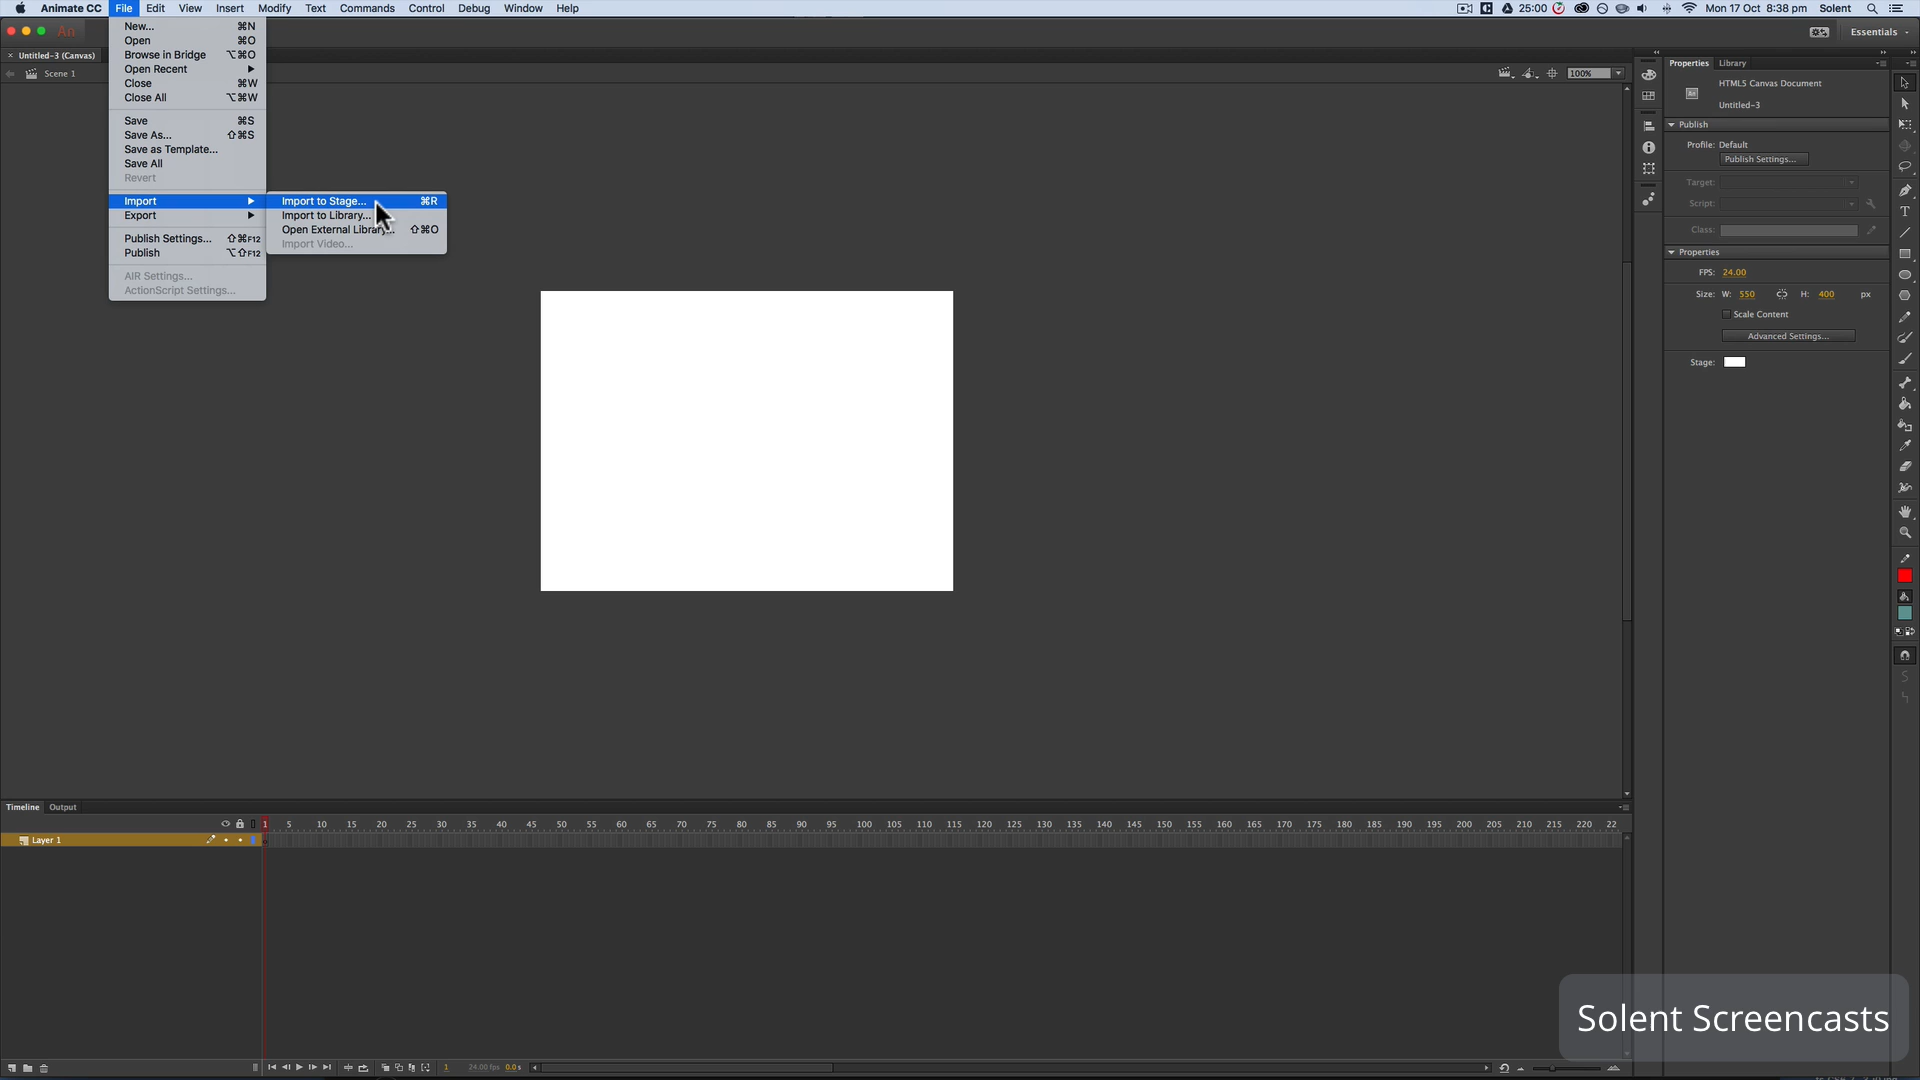 Animate CC File Edit View Insert Modify Text Commands Control Debug Window Help 25:00 Mon 17 Oct 8:38 pm Solent
An Essentials
× Untitled-3 (Canvas)
Scene 1 100%
New... ⌘N
Open ⌘O
Browse in Bridge ⌥⌘O
Open Recent ▶
Close ⌘W
Close All ⌥⌘W
Save ⌘S
Save As... ⇧⌘S
Save as Template...
Save All
Revert
Import ▶
Export ▶
Publish Settings... ⇧⌘F12
Publish ⌥⇧F12
AIR Settings...
ActionScript Settings...
Import to Stage... ⌘R
Import to Library...
Open External Library... ⇧⌘O
Import Video...
Properties Library
HTML5 Canvas Document
An
Untitled-3
Publish
Profile: Default
Publish Settings...
Target:
Script:
Class:
Properties
FPS: 24.00
Size: W: 550 H: 400 px
Scale Content
Advanced Settings...
Stage:
Timeline Output
1 5 10 15 20 25 30 35 40 45 50 55 60 65 70 75 80 85 90 95 100 105 110 115 120 125 130 135 140 145 150 155 160 165 170 175 180 185 190 195 200 205 210 215 220 22
Layer 1
1 24.00 fps 0.0 s
Solent Screencasts